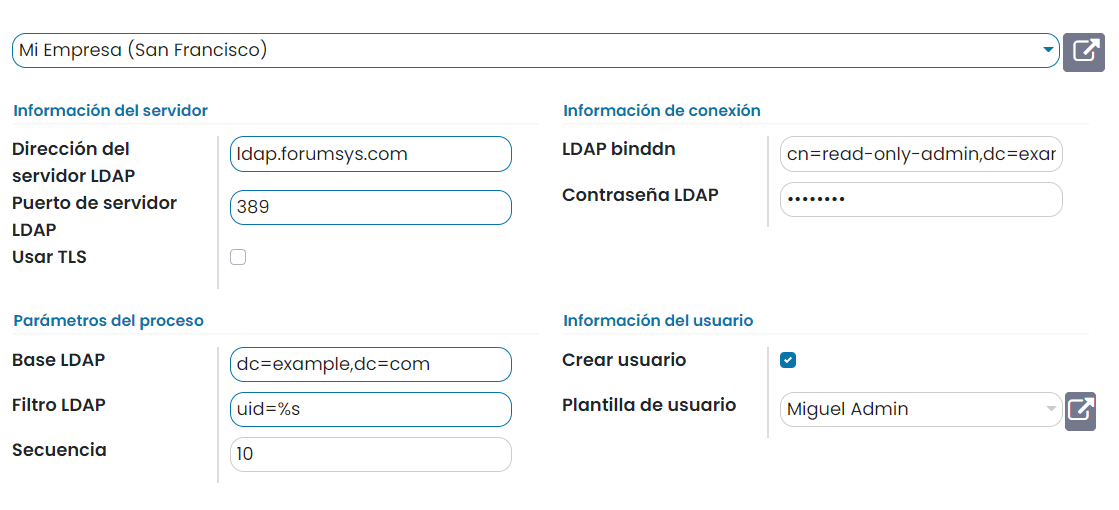 Mi Empresa (San Francisco)
Información del servidor
Dirección del
servidor LDAP
ldap.forumsys.com
Puerto de servidor
LDAP
389
Usar TLS
Información de conexión
LDAP binddn
cn=read-only-admin,dc=exar
Contraseña LDAP
••••••••
Parámetros del proceso
Base LDAP
dc=example,dc=com
Filtro LDAP
uid=%s
Secuencia
10
Información del usuario
Crear usuario
Plantilla de usuario
Miguel Admin